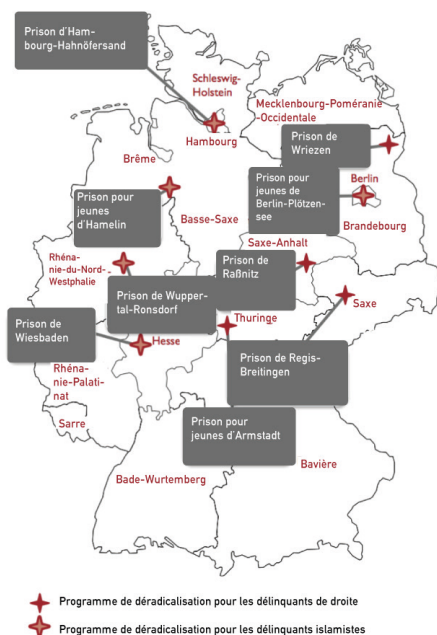 Prison d'Ham-
bourg-Hahnöfersand
Schleswig-
Holstein
Mecklenbourg-Poméranie
-Occidentale
Hambourg
Prison de
Wriezen
Brême
Prison pour
jeunes de
Berlin-Plötzen-
see
Berlin
Prison pour
jeunes
d'Hamelin
Basse-Saxe
Brandebourg
Saxe-Anhalt
Rhéna-
nie-du-Nord-
Westphalie
Prison de
Raßnitz
Prison de Wupper-
tal-Ronsdorf
Saxe
Prison de
Wiesbaden
Thuringe
Hesse
Prison de Regis-
Breitingen
Rhéna-
nie-Palati-
nat
Sarre
Prison pour
jeunes d'Armstadt
Bavière
Bade-Wurtemberg
Programme de déradicalisation pour les délinquants de droite
Programme de déradicalisation pour les délinquants islamistes